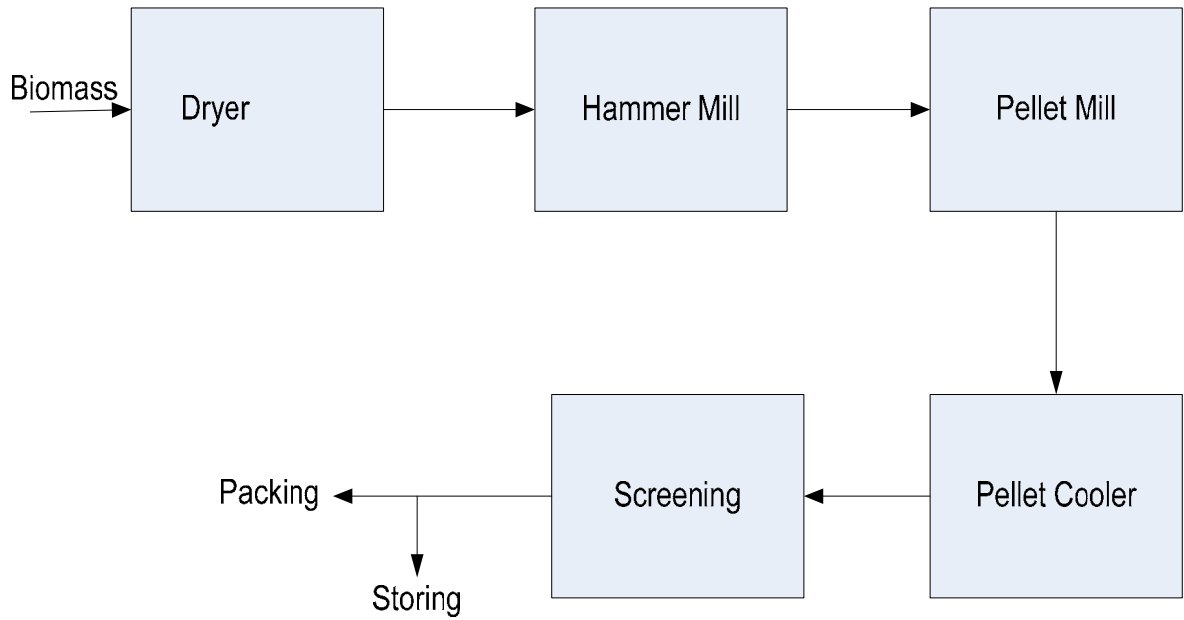 Biomass
Dryer
Hammer Mill
Pellet Mill
Pellet Cooler
Screening
Packing
Storing